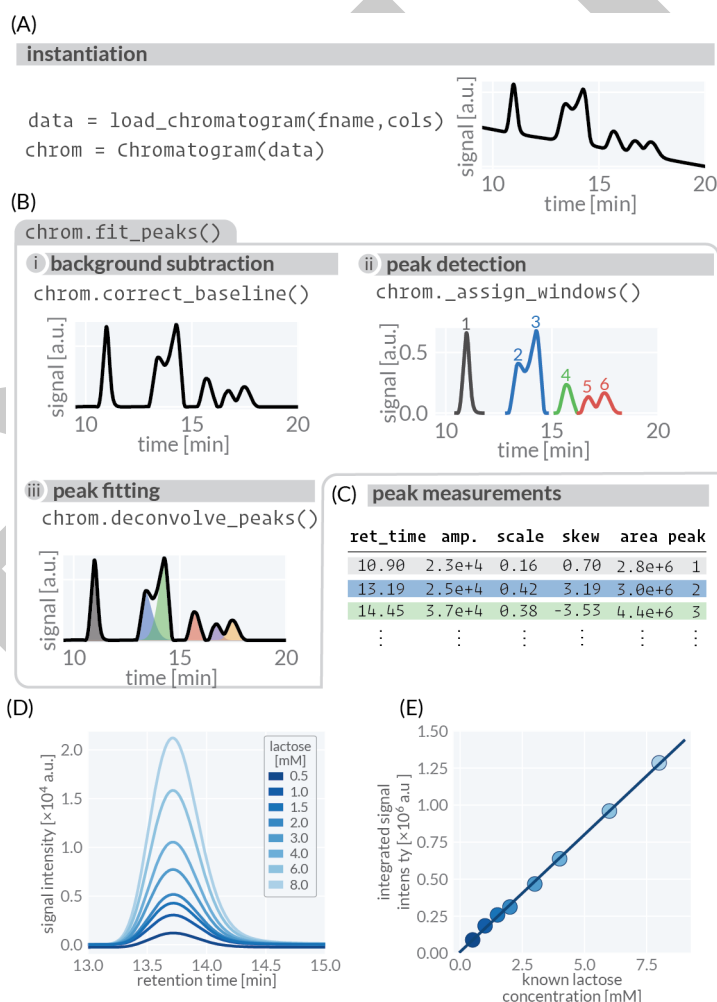 (A)
instantiation
data = load_chromatogram(fname,cols)
chrom = Chromatogram(data)
signal [a.u.]
10 15 20
time [min]
(B)
chrom.fit_peaks()
i background subtraction
chrom.correct_baseline()
signal [a.u.]
10 15 20
time [min]
ii peak detection
chrom._assign_windows()
signal [a.u.]
0.5
0.0
1 2 3 4 5 6
10 15 20
time [min]
iii peak fitting
chrom.deconvolve_peaks()
signal [a.u.]
10 15 20
time [min]
(C) peak measurements
ret_time amp. scale skew area peak
10.90 2.3e+4 0.16 0.70 2.8e+6 1
13.19 2.5e+4 0.42 3.19 3.0e+6 2
14.45 3.7e+4 0.38 -3.53 4.4e+6 3
⋮ ⋮ ⋮ ⋮ ⋮ ⋮
(D)
signal intensity [×10⁴ a.u.]
2.0
1.5
1.0
0.5
0.0
13.0 13.5 14.0 14.5 15.0
retention time [min]
lactose
[mM]
0.5
1.0
1.5
2.0
3.0
4.0
6.0
8.0
(E)
integrated signal
intens ty [×10⁶ a.u ]
1.50
1.25
1.00
0.75
0.50
0.25
0.00
0.0 2.5 5.0 7.5
known lactose
concentration [mM]